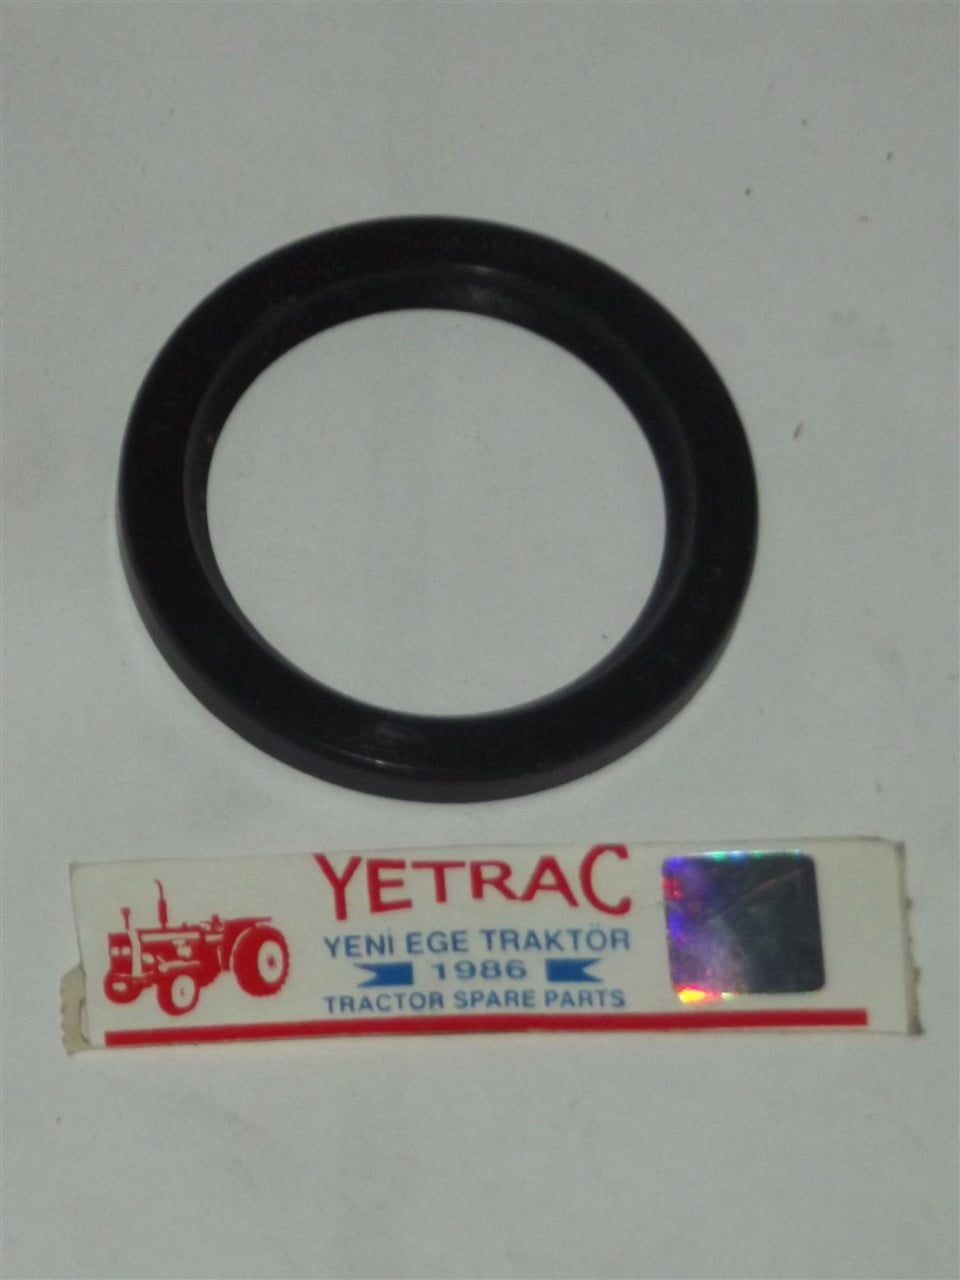 YETRAC
YENİ EGE TRAKTÖR
1986
TRACTOR SPARE PARTS